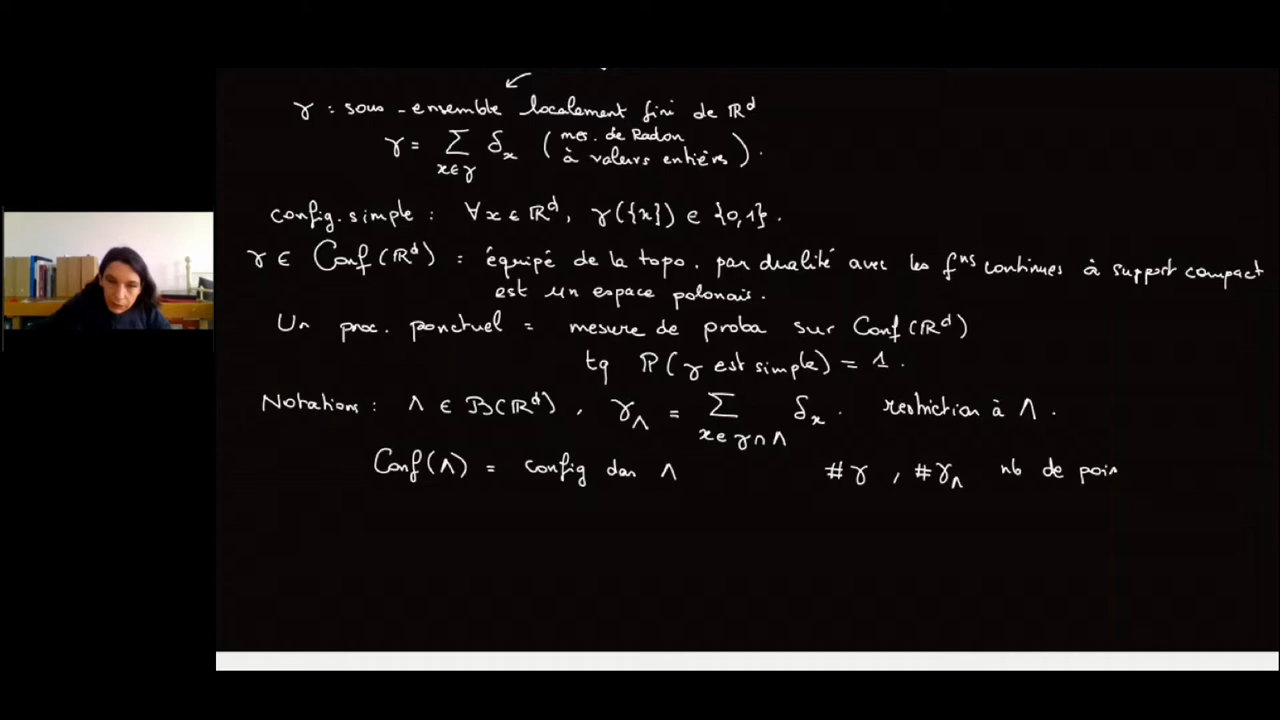 γ : sous-ensemble localement fini de ℝᵈ
γ = Σ_{x∈γ} δ_x ( mes. de Radon à valeurs entières ) .
config. simple : ∀x ∈ ℝᵈ, γ({x}) ∈ {0,1} .
γ ∈ Conf(ℝᵈ) : équipé de la topo. par dualité avec les fⁿˢ continues à support compact
est un espace polonais.
Un proc. ponctuel = mesure de proba sur Conf(ℝᵈ)
tq ℙ(γ est simple) = 1 .
Notations : Λ ∈ B(ℝᵈ), γ_Λ = Σ_{x∈γ∩Λ} δ_x . restriction à Λ .
Conf(Λ) = config dan Λ #γ , #γ_Λ nb de poin